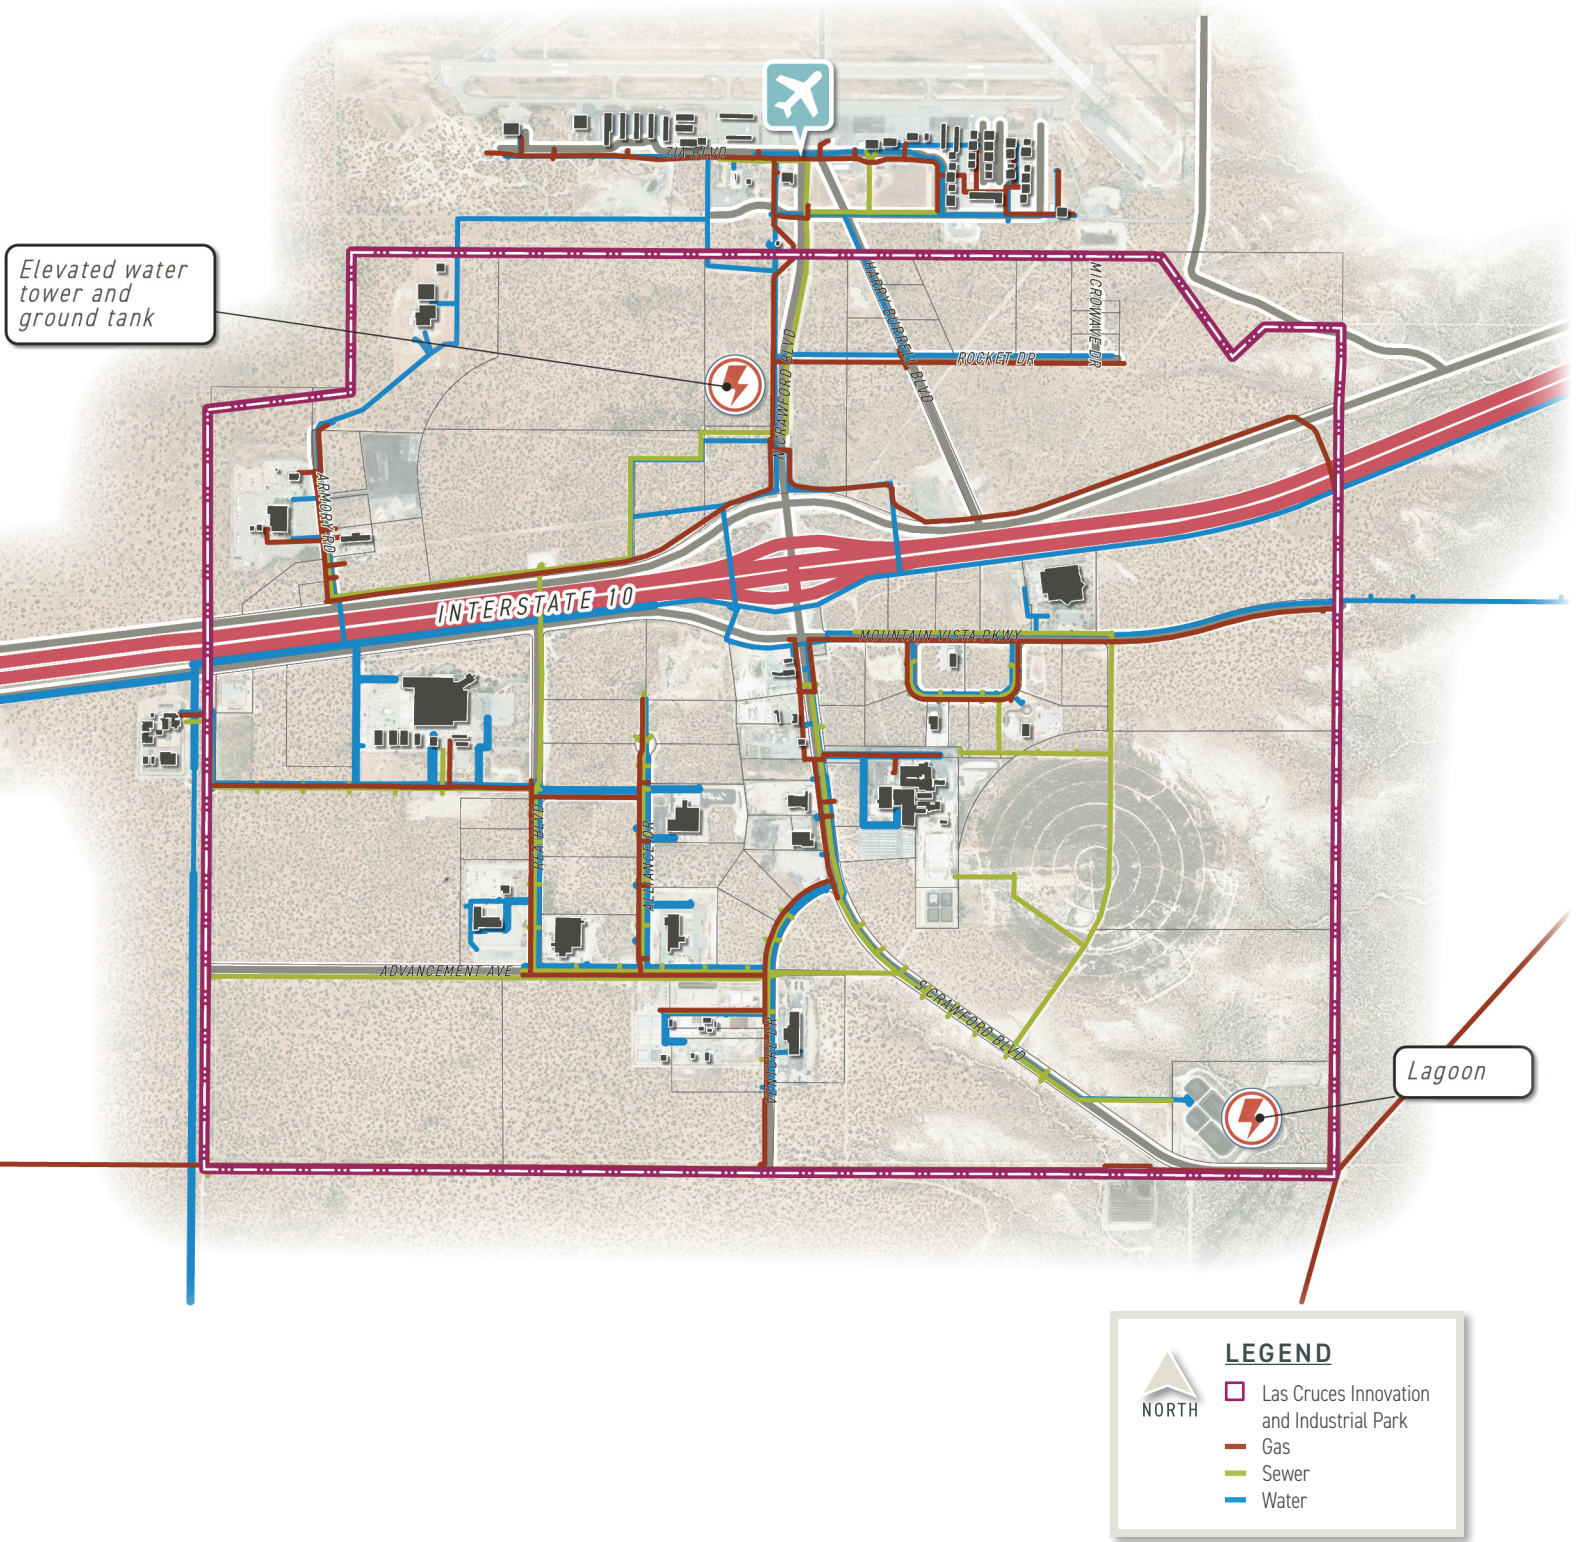 ZIA BLVD
Elevated water
tower and
ground tank
HARRY BURRELL BLVD
MICROWAVE DR
N CRAWFORD BLVD
ROCKET DR
ARMORY RD
INTERSTATE 10
MOUNTAIN VISTA PKWY
REA BLVD
ALLIANCE DR
ADVANCEMENT AVE
S CRAWFORD BLVD
VENTURE DR
Lagoon
LEGEND
NORTH
Las Cruces Innovation
and Industrial Park
Gas
Sewer
Water